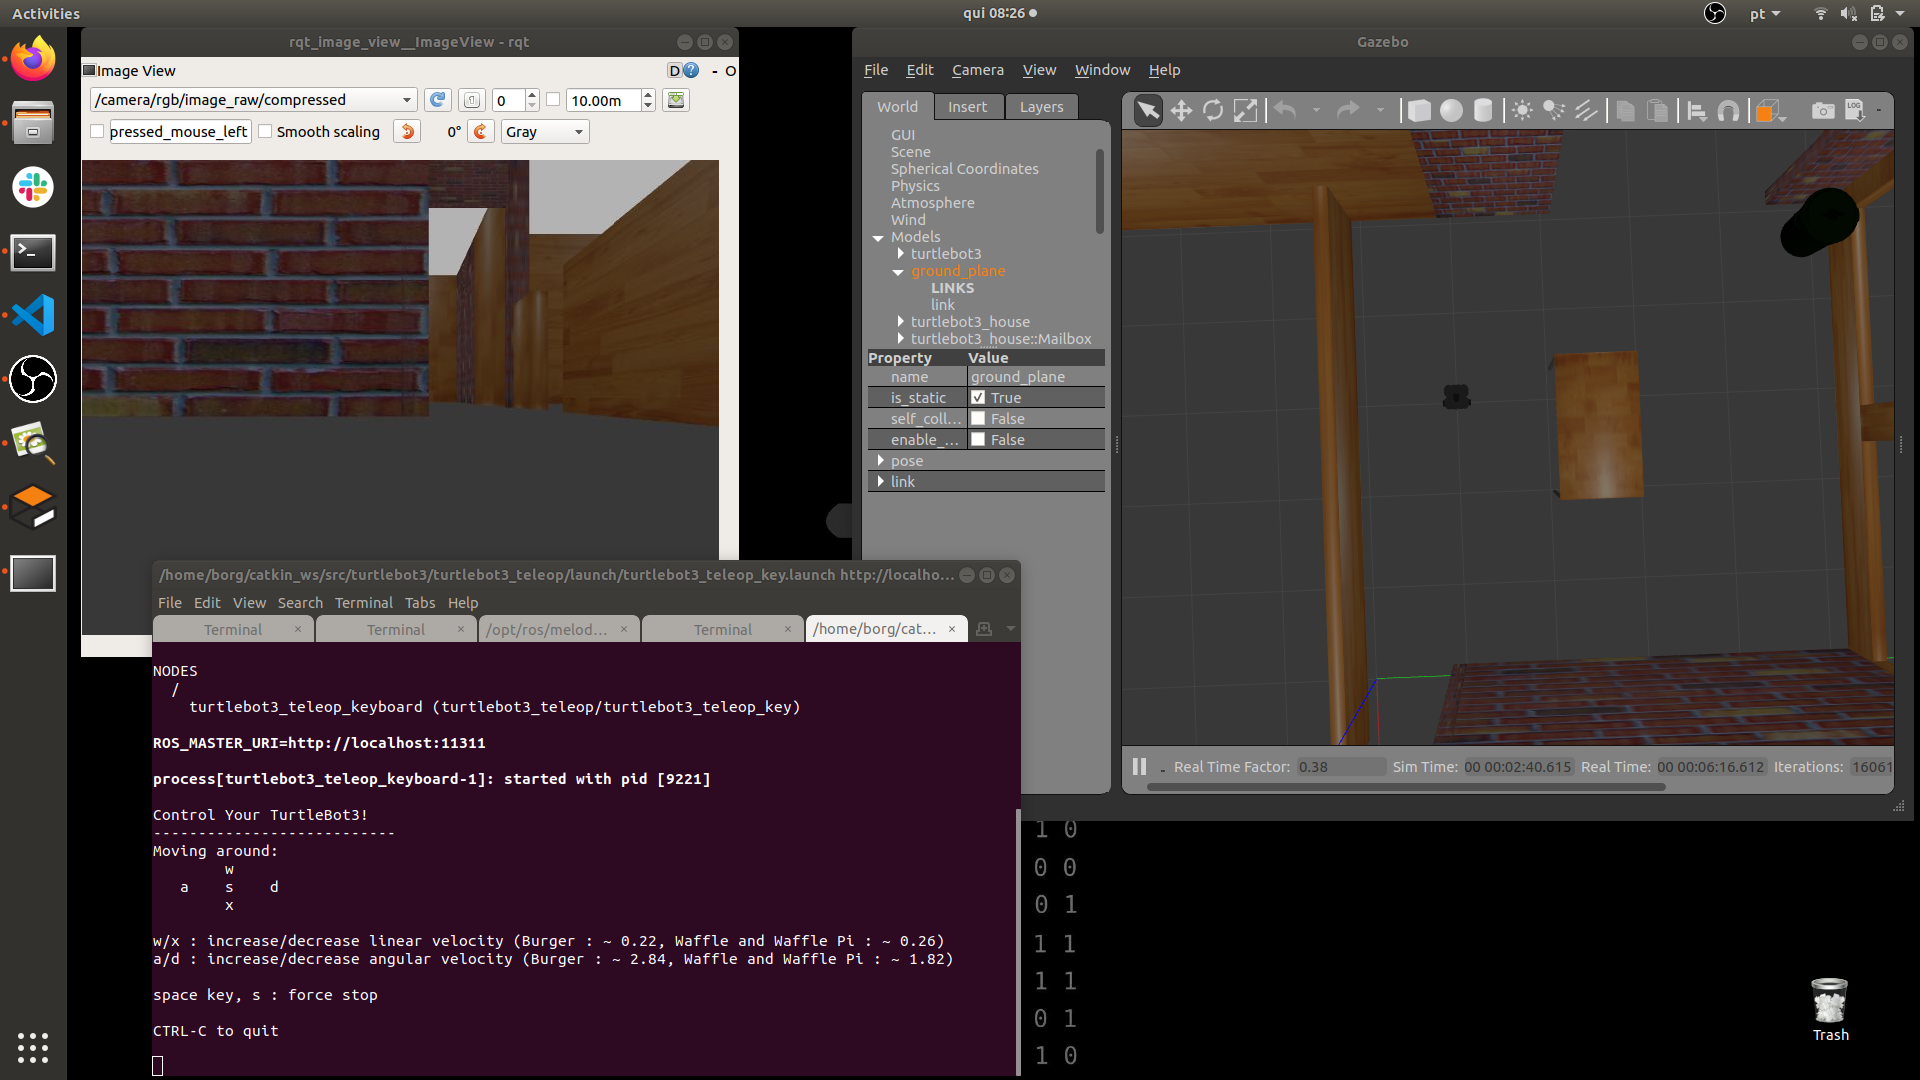 Activities
qui 08:26
pt
rqt_image_view__ImageView - rqt
Image View
D
- O
/camera/rgb/image_raw/compressed
0
10.00m
pressed_mouse_left
Smooth scaling
0°
Gray
Gazebo
File Edit Camera View Window Help
World Insert Layers
GUI
Scene
Spherical Coordinates
Physics
Atmosphere
Wind
Models
turtlebot3
ground_plane
LINKS
link
turtlebot3_house
turtlebot3_house::Mailbox
Property Value
name ground_plane
is_static True
self_coll... False
enable_... False
pose
link
LOG
Real Time Factor: 0.38 Sim Time: 00 00:02:40.615 Real Time: 00 00:06:16.612 Iterations: 16061
/home/borg/catkin_ws/src/turtlebot3/turtlebot3_teleop/launch/turtlebot3_teleop_key.launch http://localho...
File Edit View Search Terminal Tabs Help
Terminal × Terminal × /opt/ros/melod... × Terminal × /home/borg/cat... ×
NODES
/
turtlebot3_teleop_keyboard (turtlebot3_teleop/turtlebot3_teleop_key)
ROS_MASTER_URI=http://localhost:11311
process[turtlebot3_teleop_keyboard-1]: started with pid [9221]
Control Your TurtleBot3!
---------------------------
Moving around:
w
a s d
x
w/x : increase/decrease linear velocity (Burger : ~ 0.22, Waffle and Waffle Pi : ~ 0.26)
a/d : increase/decrease angular velocity (Burger : ~ 2.84, Waffle and Waffle Pi : ~ 1.82)
space key, s : force stop
CTRL-C to quit
1 0
0 0
0 1
1 1
1 1
0 1
1 0
Trash